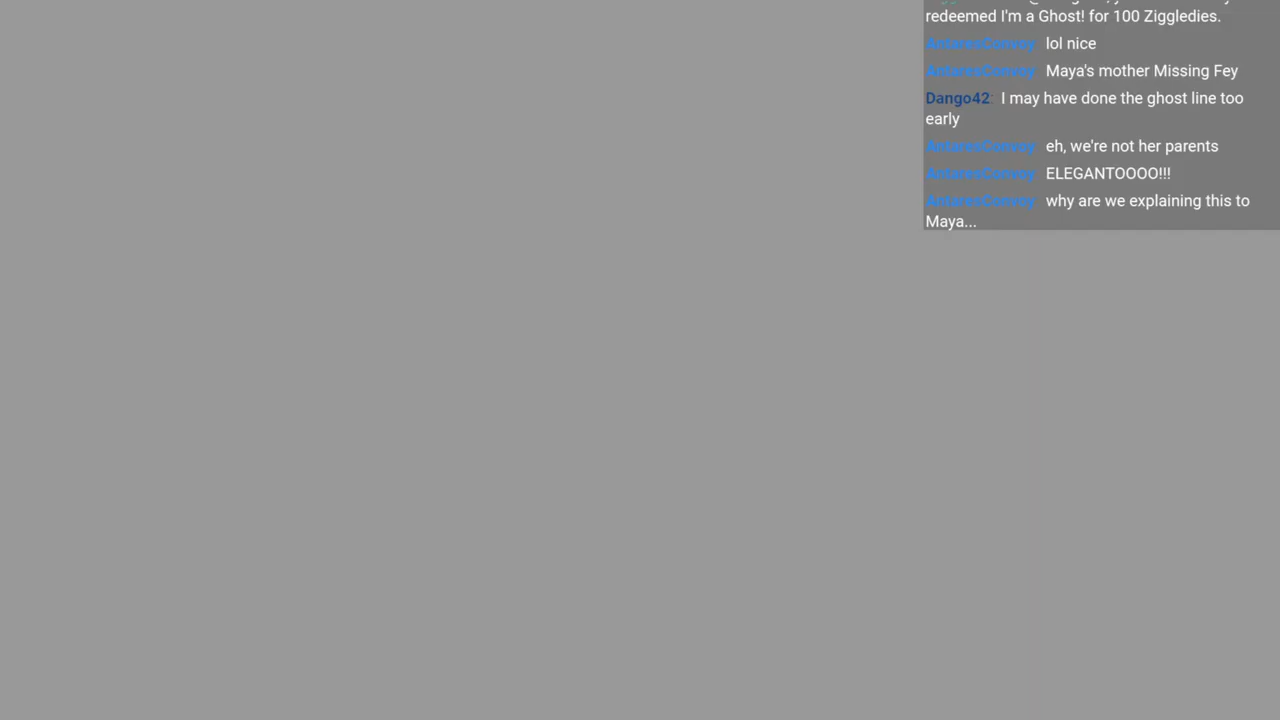 redeemed I'm a Ghost! for 100 Ziggledies.
AntaresConvoy: lol nice
AntaresConvoy: Maya's mother Missing Fey
Dango42: I may have done the ghost line too
early
AntaresConvoy: eh, we're not her parents
AntaresConvoy: ELEGANTOOOO!!!
AntaresConvoy: why are we explaining this to
Maya...